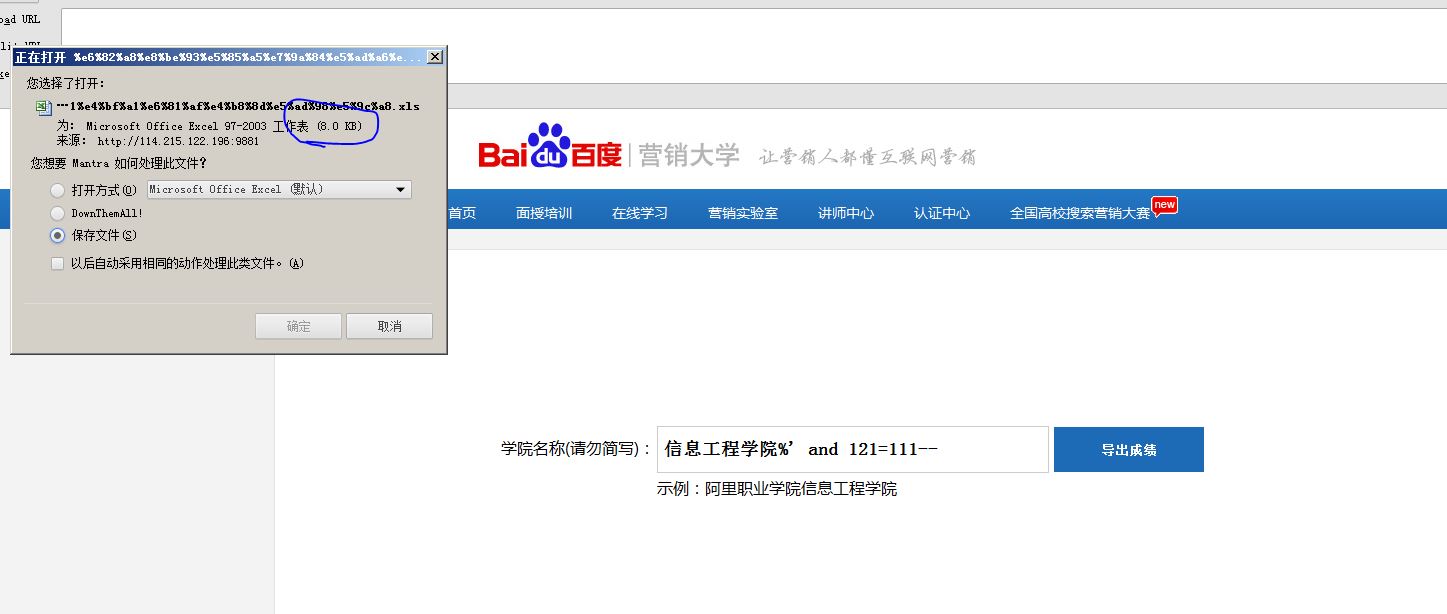 oad URL
正在打开 %e6%82%a8%e8%be%93%e5%85%a5%e7%9a%84%e5%ad%a6%e...
您选择了打开：
…1%e4%bf%a1%e6%81%af%e4%b8%8d%e5%ad%98%e5%9c%a8.xls
为： Microsoft Office Excel 97-2003 工作表 (8.0 KB)
来源： http://114.215.122.196:9881
您想要 Mantra 如何处理此文件？
打开方式(O) Microsoft Office Excel (默认)
DownThemAll!
保存文件(S)
以后自动采用相同的动作处理此类文件。(A)
确定 取消
Bai du 百度 营销大学 让营销人都懂互联网营销
首页 面授培训 在线学习 营销实验室 讲师中心 认证中心 全国高校搜索营销大赛 new
学院名称(请勿简写)： 信息工程学院%’ and 121=111-- 导出成绩
示例：阿里职业学院信息工程学院